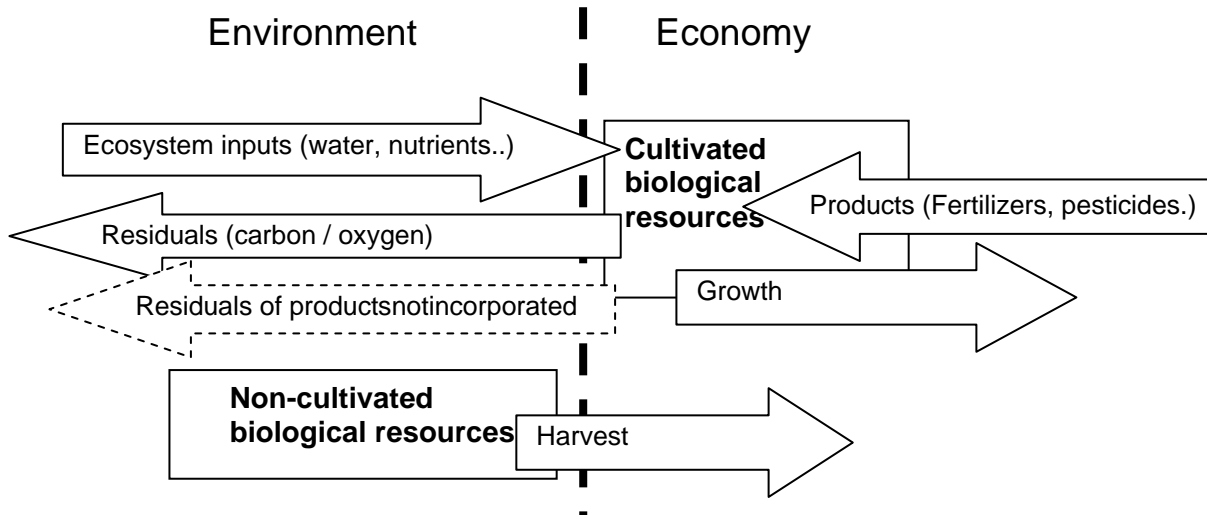 Environment
Economy
Ecosystem inputs (water, nutrients..)
Cultivated
biological
resources
Products (Fertilizers, pesticides.)
Residuals (carbon / oxygen)
Growth
Residuals of productsnotincorporated
Non-cultivated
biological resources
Harvest